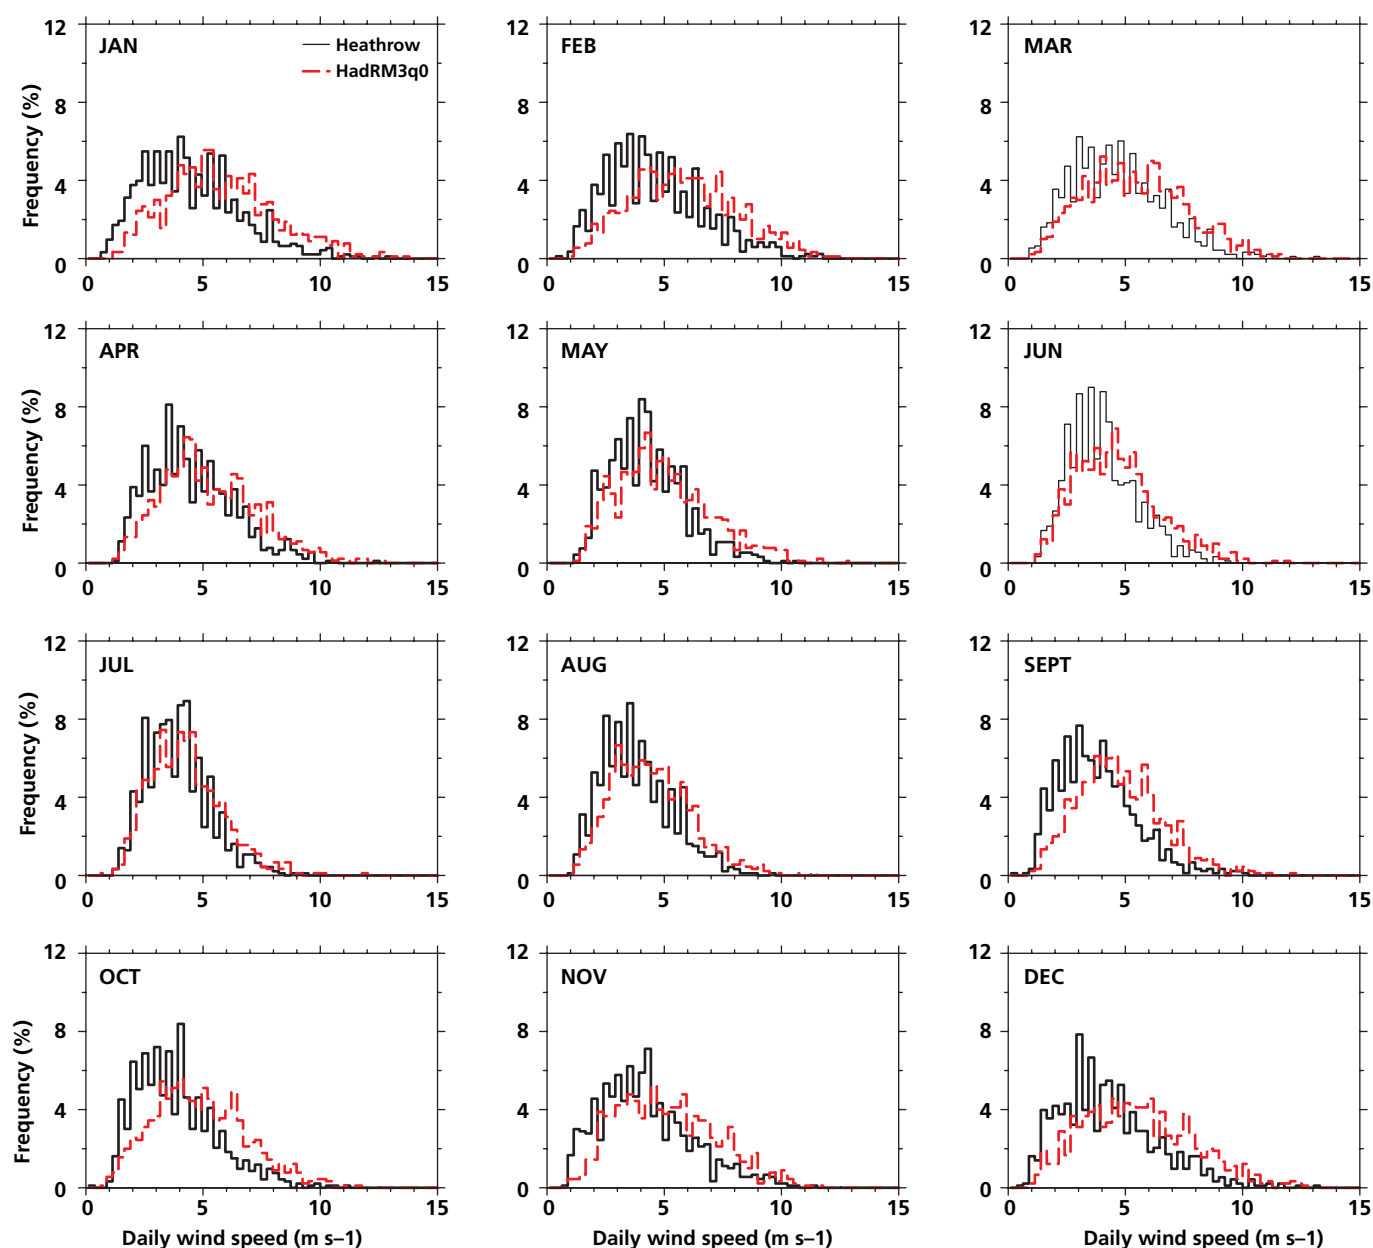 12 12 12
JAN Heathrow FEB MAR
HadRM3q0
Frequency (%)
8 8 8
4 4 4
0 0 0
0 5 10 15 0 5 10 15 0 5 10 15
12 12 12
APR MAY JUN
Frequency (%)
8 8 8
4 4 4
0 0 0
0 5 10 15 0 5 10 15 0 5 10 15
12 12 12
JUL AUG SEPT
Frequency (%)
8 8 8
4 4 4
0 0 0
0 5 10 15 0 5 10 15 0 5 10 15
12 12 12
OCT NOV DEC
Frequency (%)
8 8 8
4 4 4
0 0 0
0 5 10 15 0 5 10 15 0 5 10 15
Daily wind speed (m s–1) Daily wind speed (m s–1) Daily wind speed (m s–1)